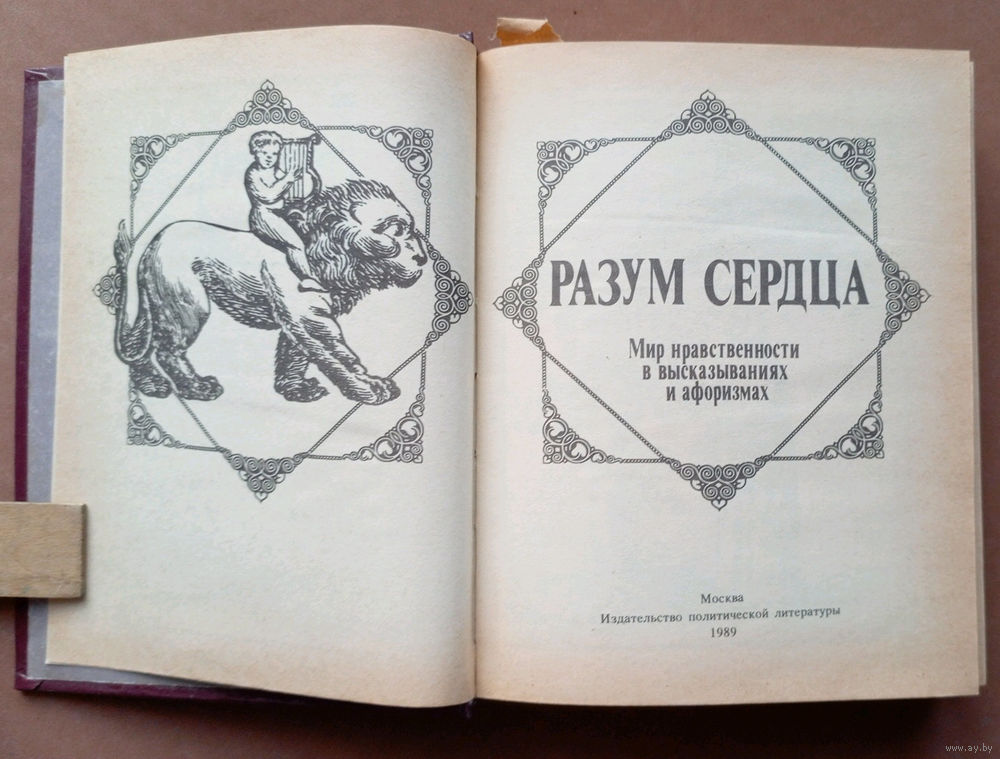 РАЗУМ СЕРДЦА
Мир нравственности
в высказываниях
и афоризмах
Москва
Издательство политической литературы
1989
www.ay.by